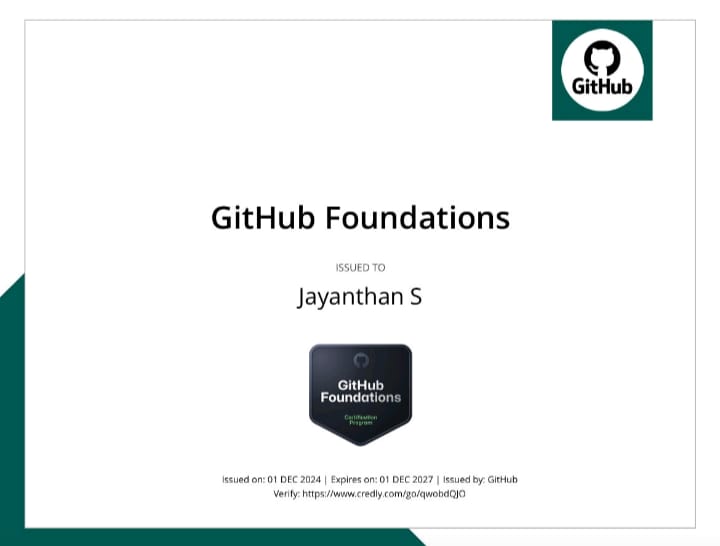 GitHub
GitHub Foundations
ISSUED TO
Jayanthan S
GitHub
Foundations
Certification
Program
Issued on: 01 DEC 2024 | Expires on: 01 DEC 2027 | Issued by: GitHub
Verify: https://www.credly.com/go/qwobdQJO